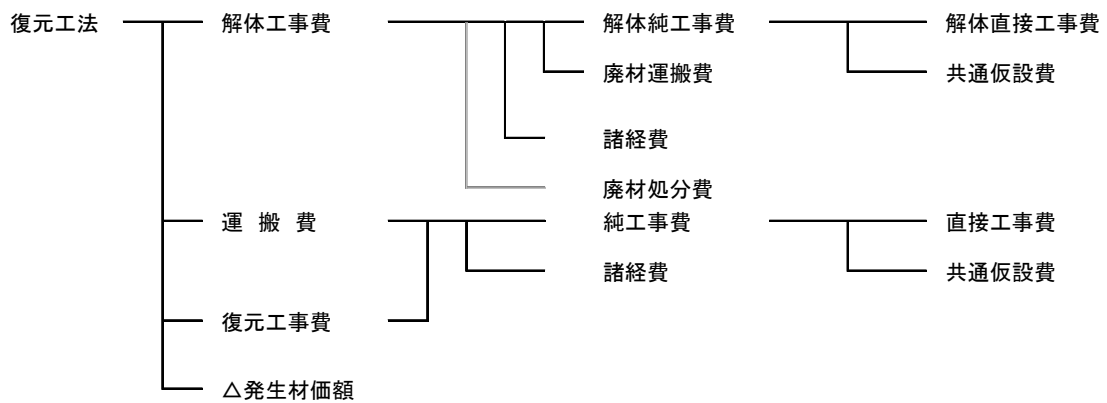 復元工法 解体工事費 解体純工事費 解体直接工事費
廃材運搬費 共通仮設費
諸経費
廃材処分費
運 搬 費 純工事費 直接工事費
諸経費 共通仮設費
復元工事費
△発生材価額